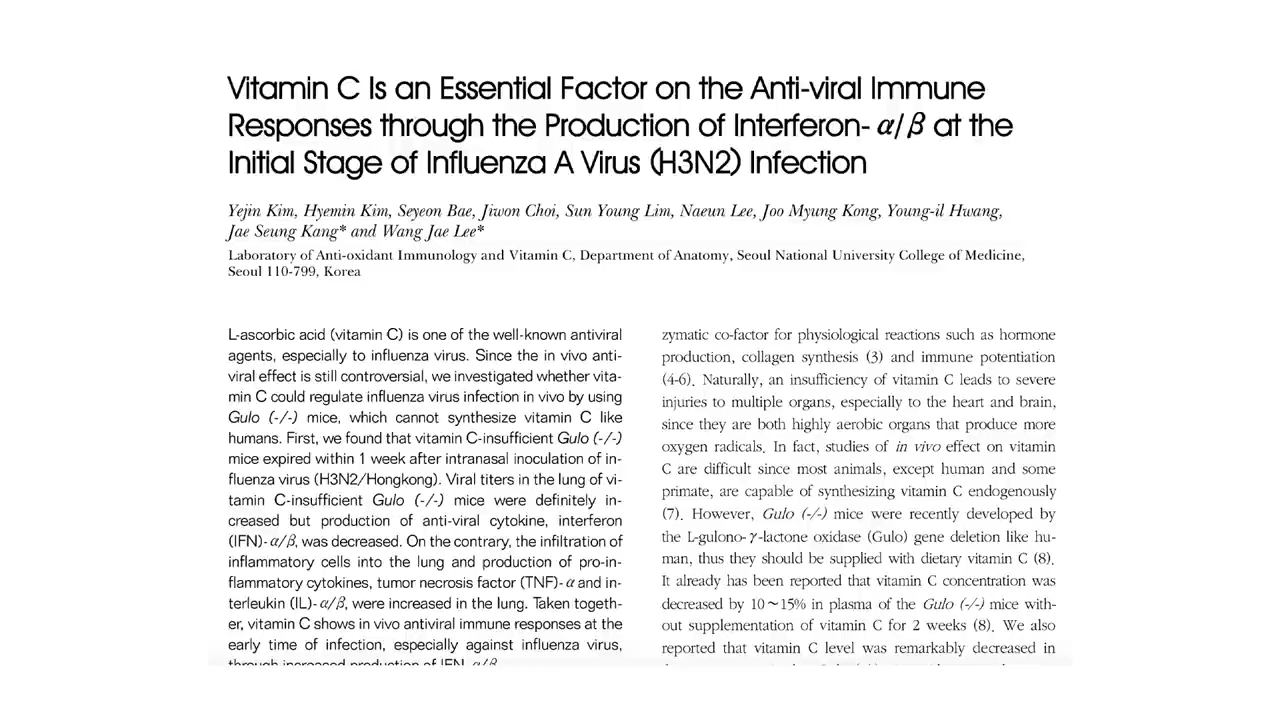 Vitamin C Is an Essential Factor on the Anti-viral Immune
Responses through the Production of Interferon- α/β at the
Initial Stage of Influenza A Virus (H3N2) Infection
Yejin Kim, Hyemin Kim, Seyeon Bae, Jiwon Choi, Sun Young Lim, Naeun Lee, Joo Myung Kong, Young-il Hwang,
Jae Seung Kang* and Wang Jae Lee*
Laboratory of Anti-oxidant Immunology and Vitamin C, Department of Anatomy, Seoul National University College of Medicine,
Seoul 110-799, Korea
L-ascorbic acid (vitamin C) is one of the well-known antiviral
agents, especially to influenza virus. Since the in vivo anti-
viral effect is still controversial, we investigated whether vita-
min C could regulate influenza virus infection in vivo by using
Gulo (-/-) mice, which cannot synthesize vitamin C like
humans. First, we found that vitamin C-insufficient Gulo (-/-)
mice expired within 1 week after intranasal inoculation of in-
fluenza virus (H3N2/Hongkong). Viral titers in the lung of vi-
tamin C-insufficient Gulo (-/-) mice were definitely in-
creased but production of anti-viral cytokine, interferon
(IFN)-α/β, was decreased. On the contrary, the infiltration of
inflammatory cells into the lung and production of pro-in-
flammatory cytokines, tumor necrosis factor (TNF)-α and in-
terleukin (IL)-α/β, were increased in the lung. Taken togeth-
er, vitamin C shows in vivo antiviral immune responses at the
early time of infection, especially against influenza virus,
through increased production of IFN-α/β
zymatic co-factor for physiological reactions such as hormone
production, collagen synthesis (3) and immune potentiation
(4-6). Naturally, an insufficiency of vitamin C leads to severe
injuries to multiple organs, especially to the heart and brain,
since they are both highly aerobic organs that produce more
oxygen radicals. In fact, studies of in vivo effect on vitamin
C are difficult since most animals, except human and some
primate, are capable of synthesizing vitamin C endogenously
(7). However, Gulo (-/-) mice were recently developed by
the L-gulono-γ-lactone oxidase (Gulo) gene deletion like hu-
man, thus they should be supplied with dietary vitamin C (8).
It already has been reported that vitamin C concentration was
decreased by 10~15% in plasma of the Gulo (-/-) mice with-
out supplementation of vitamin C for 2 weeks (8). We also
reported that vitamin C level was remarkably decreased in